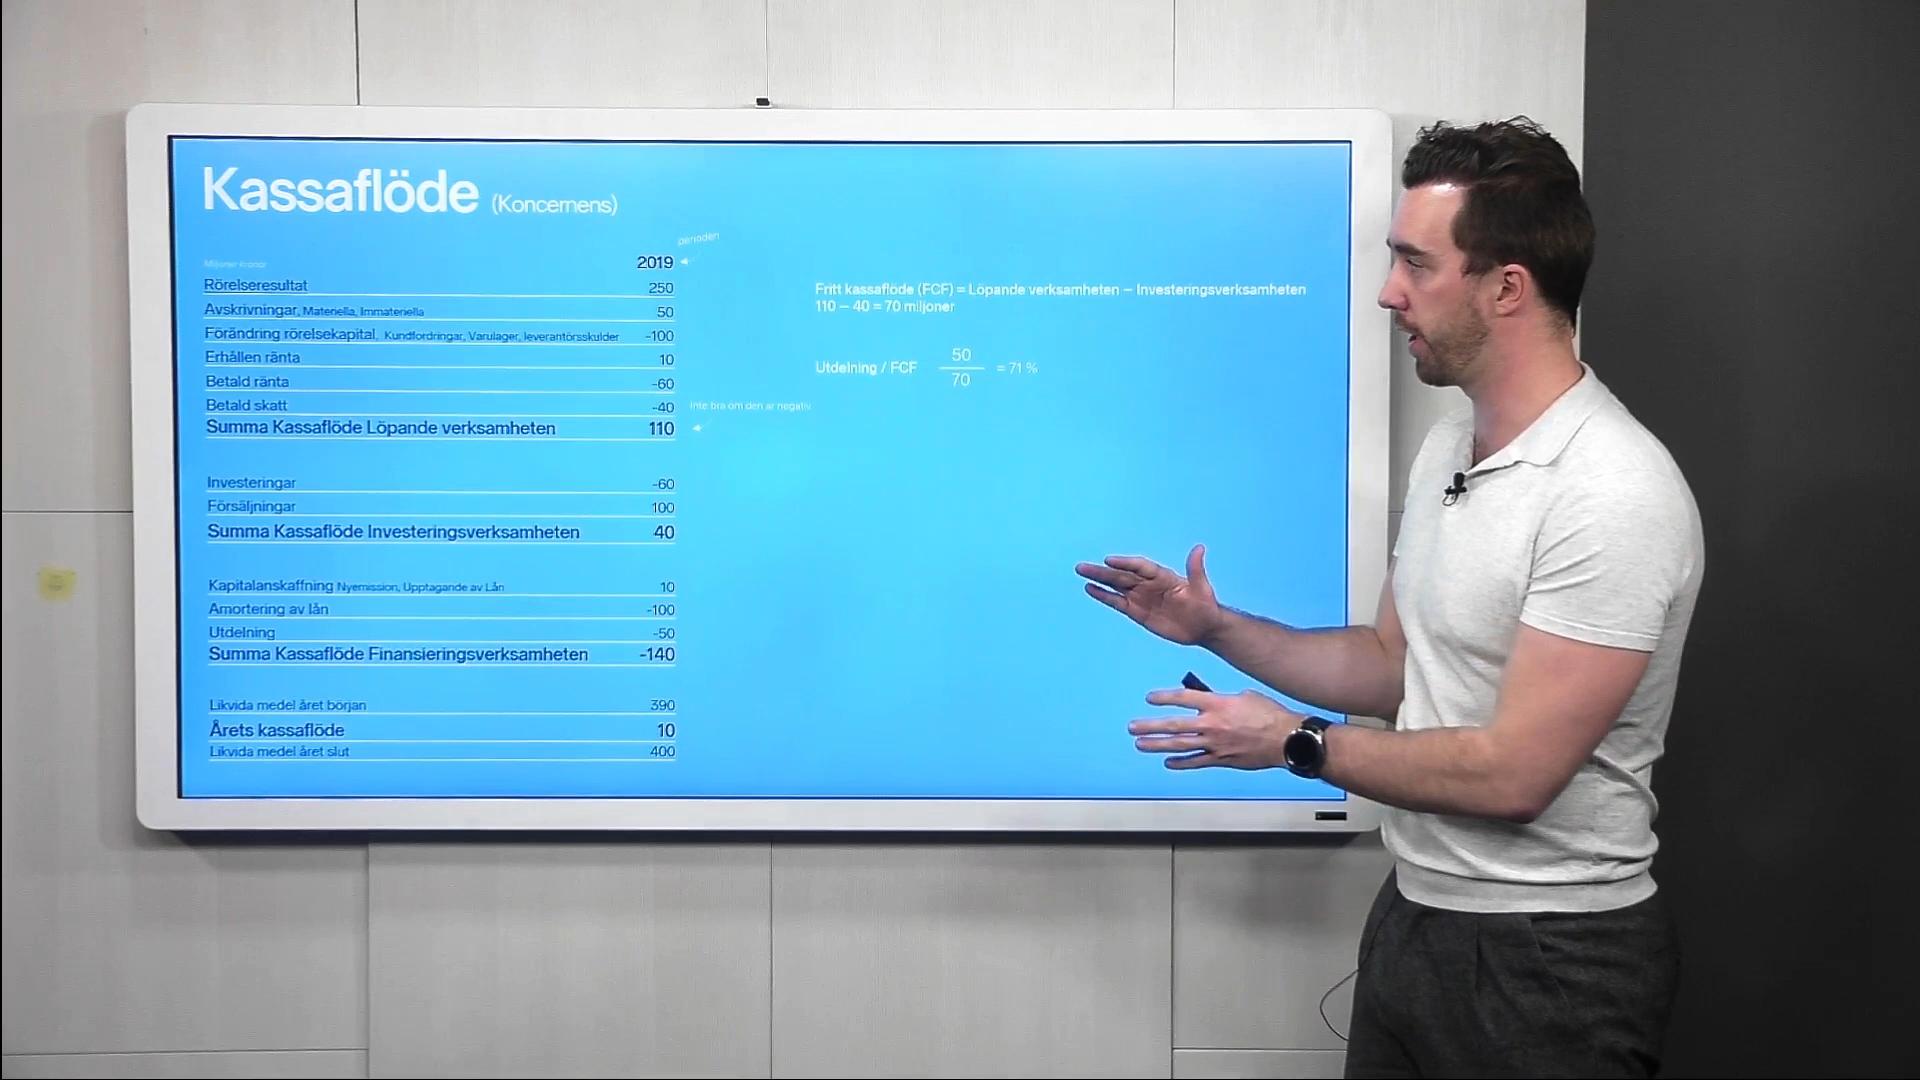 Kassaflöde (Koncernens)
perioden
Miljoner kronor 2019
Rörelseresultat 250
Avskrivningar, Materiella, Immateriella 50
Förändring rörelsekapital, Kundfordringar, Varulager, leverantörsskulder -100
Erhållen ränta 10
Betald ränta -60
Betald skatt -40
Inte bra om den är negativ
Summa Kassaflöde Löpande verksamheten 110
Investeringar -60
Försäljningar 100
Summa Kassaflöde Investeringsverksamheten 40
Kapitalanskaffning Nyemission, Upptagande av Lån 10
Amortering av lån -100
Utdelning -50
Summa Kassaflöde Finansieringsverksamheten -140
Likvida medel året början 390
Årets kassaflöde 10
Likvida medel året slut 400
Fritt kassaflöde (FCF) = Löpande verksamheten – Investeringsverksamheten
110 – 40 = 70 miljoner
Utdelning / FCF 50 / 70 = 71 %